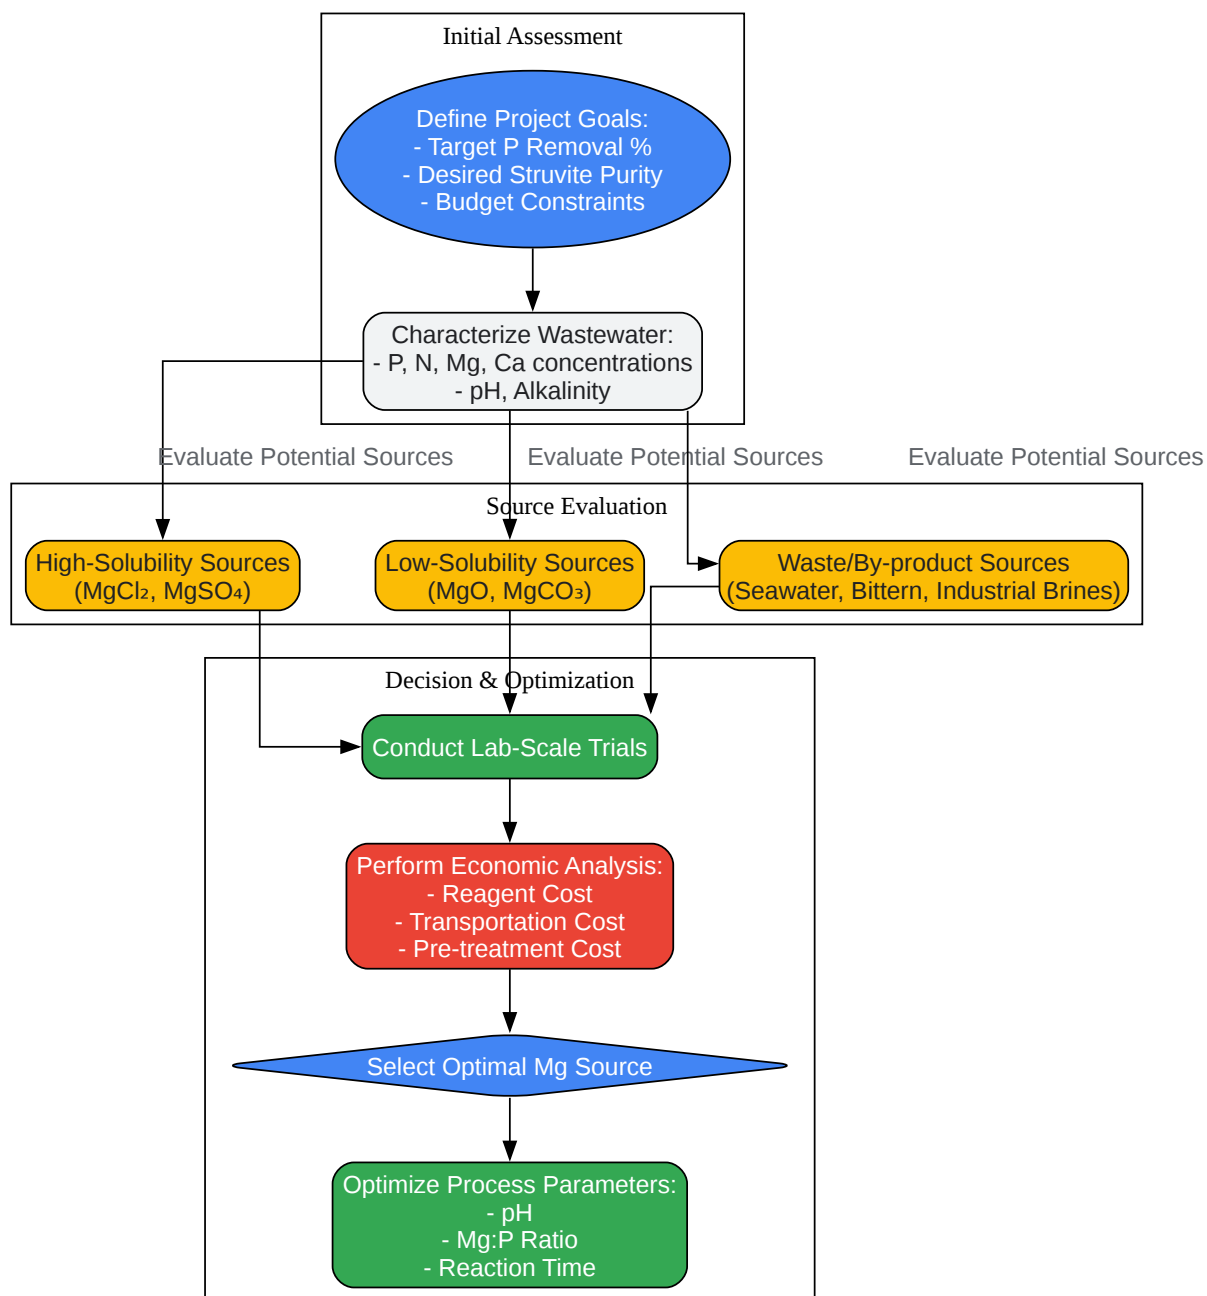 Initial Assessment
Define Project Goals:
- Target P Removal %
- Desired Struvite Purity
- Budget Constraints
Characterize Wastewater:
- P, N, Mg, Ca concentrations
- pH, Alkalinity
Evaluate Potential Sources
Evaluate Potential Sources
Evaluate Potential Sources
Source Evaluation
High-Solubility Sources
(MgCl₂, MgSO₄)
Low-Solubility Sources
(MgO, MgCO₃)
Waste/By-product Sources
(Seawater, Bittern, Industrial Brines)
Decision & Optimization
Conduct Lab-Scale Trials
Perform Economic Analysis:
- Reagent Cost
- Transportation Cost
- Pre-treatment Cost
Select Optimal Mg Source
Optimize Process Parameters:
- pH
- Mg:P Ratio
- Reaction Time